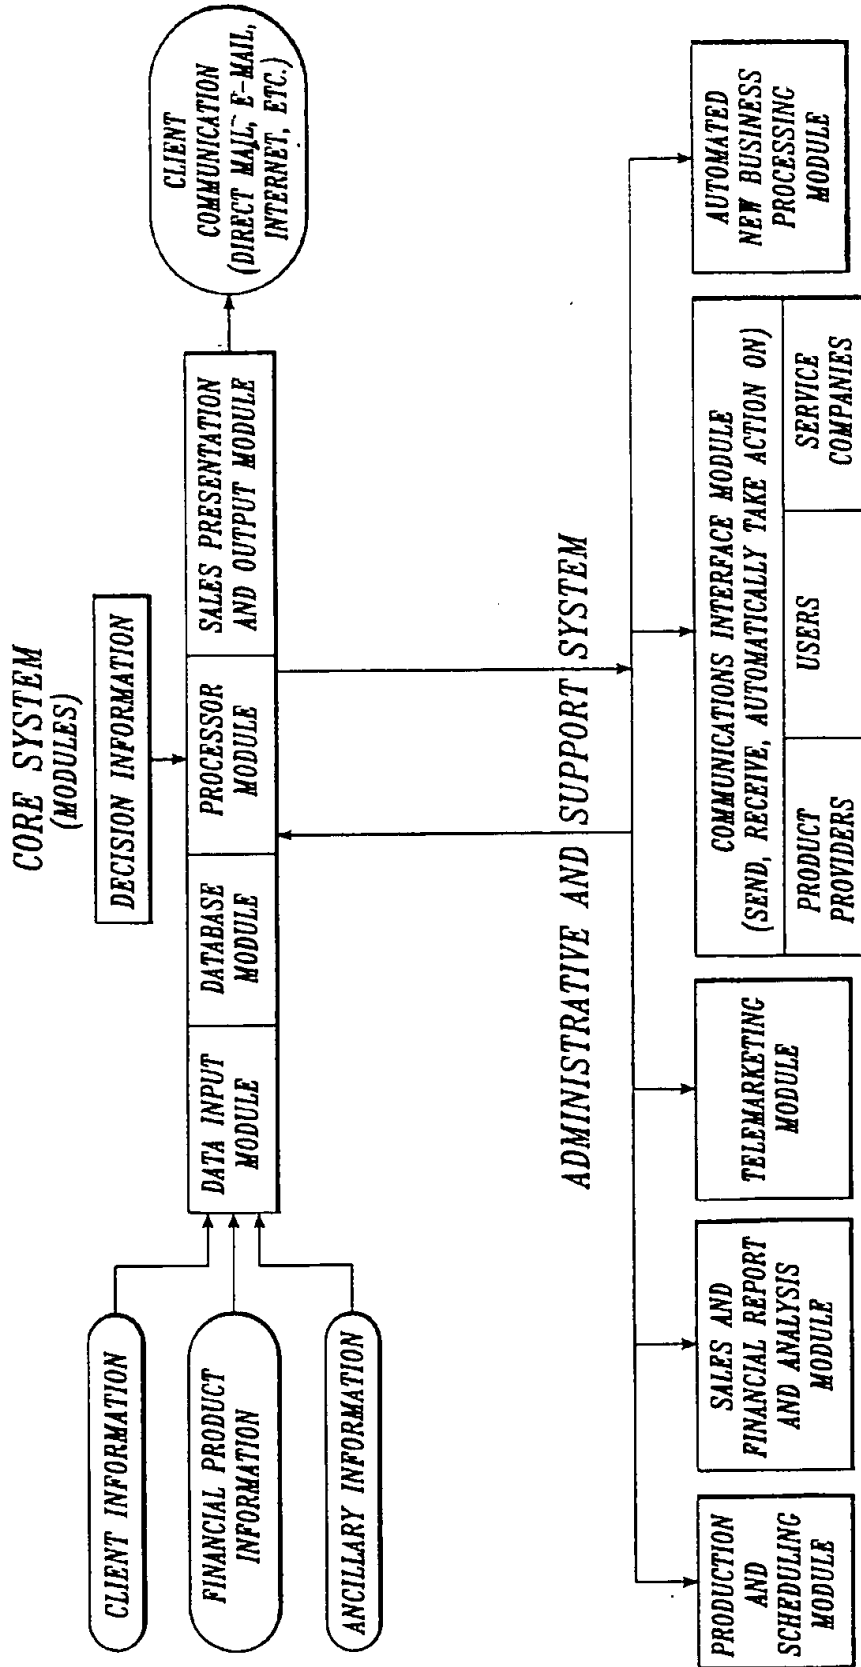 CORE SYSTEM
(MODULES)
DECISION INFORMATION
CLIENT INFORMATION
FINANCIAL PRODUCT
INFORMATION
ANCILLARY INFORMATION
DATA INPUT
MODULE
DATABASE
MODULE
PROCESSOR
MODULE
SALES PRESENTATION
AND OUTPUT MODULE
CLIENT
COMMUNICATION
(DIRECT MAIL, E-MAIL,
INTERNET, ETC.)
ADMINISTRATIVE AND SUPPORT SYSTEM
PRODUCTION
AND
SCHEDULING
MODULE
SALES AND
FINANCIAL REPORT
AND ANALYSIS
MODULE
TELEMARKETING
MODULE
COMMUNICATIONS INTERFACE MODULE
(SEND, RECEIVE, AUTOMATICALLY TAKE ACTION ON)
PRODUCT
PROVIDERS
USERS
SERVICE
COMPANIES
AUTOMATED
NEW BUSINESS
PROCESSING
MODULE